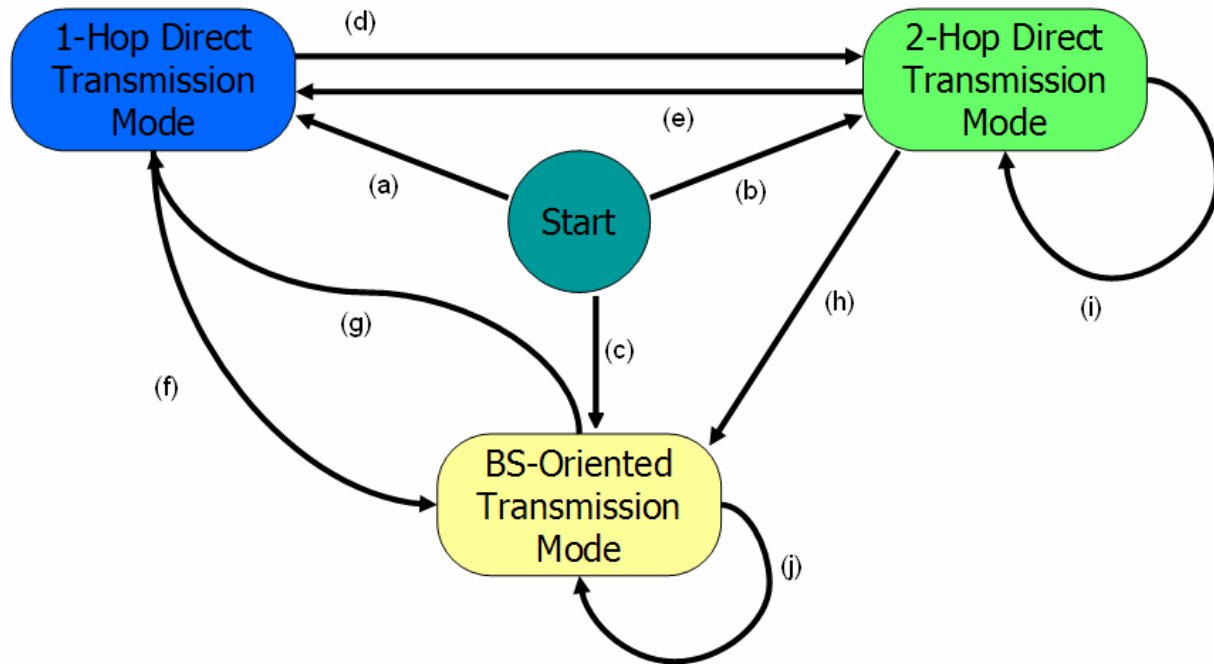 1-Hop Direct
Transmission
Mode
(d)
2-Hop Direct
Transmission
Mode
(e)
(a)
(b)
Start
(h)
(i)
(g)
(c)
(f)
BS-Oriented
Transmission
Mode
(j)